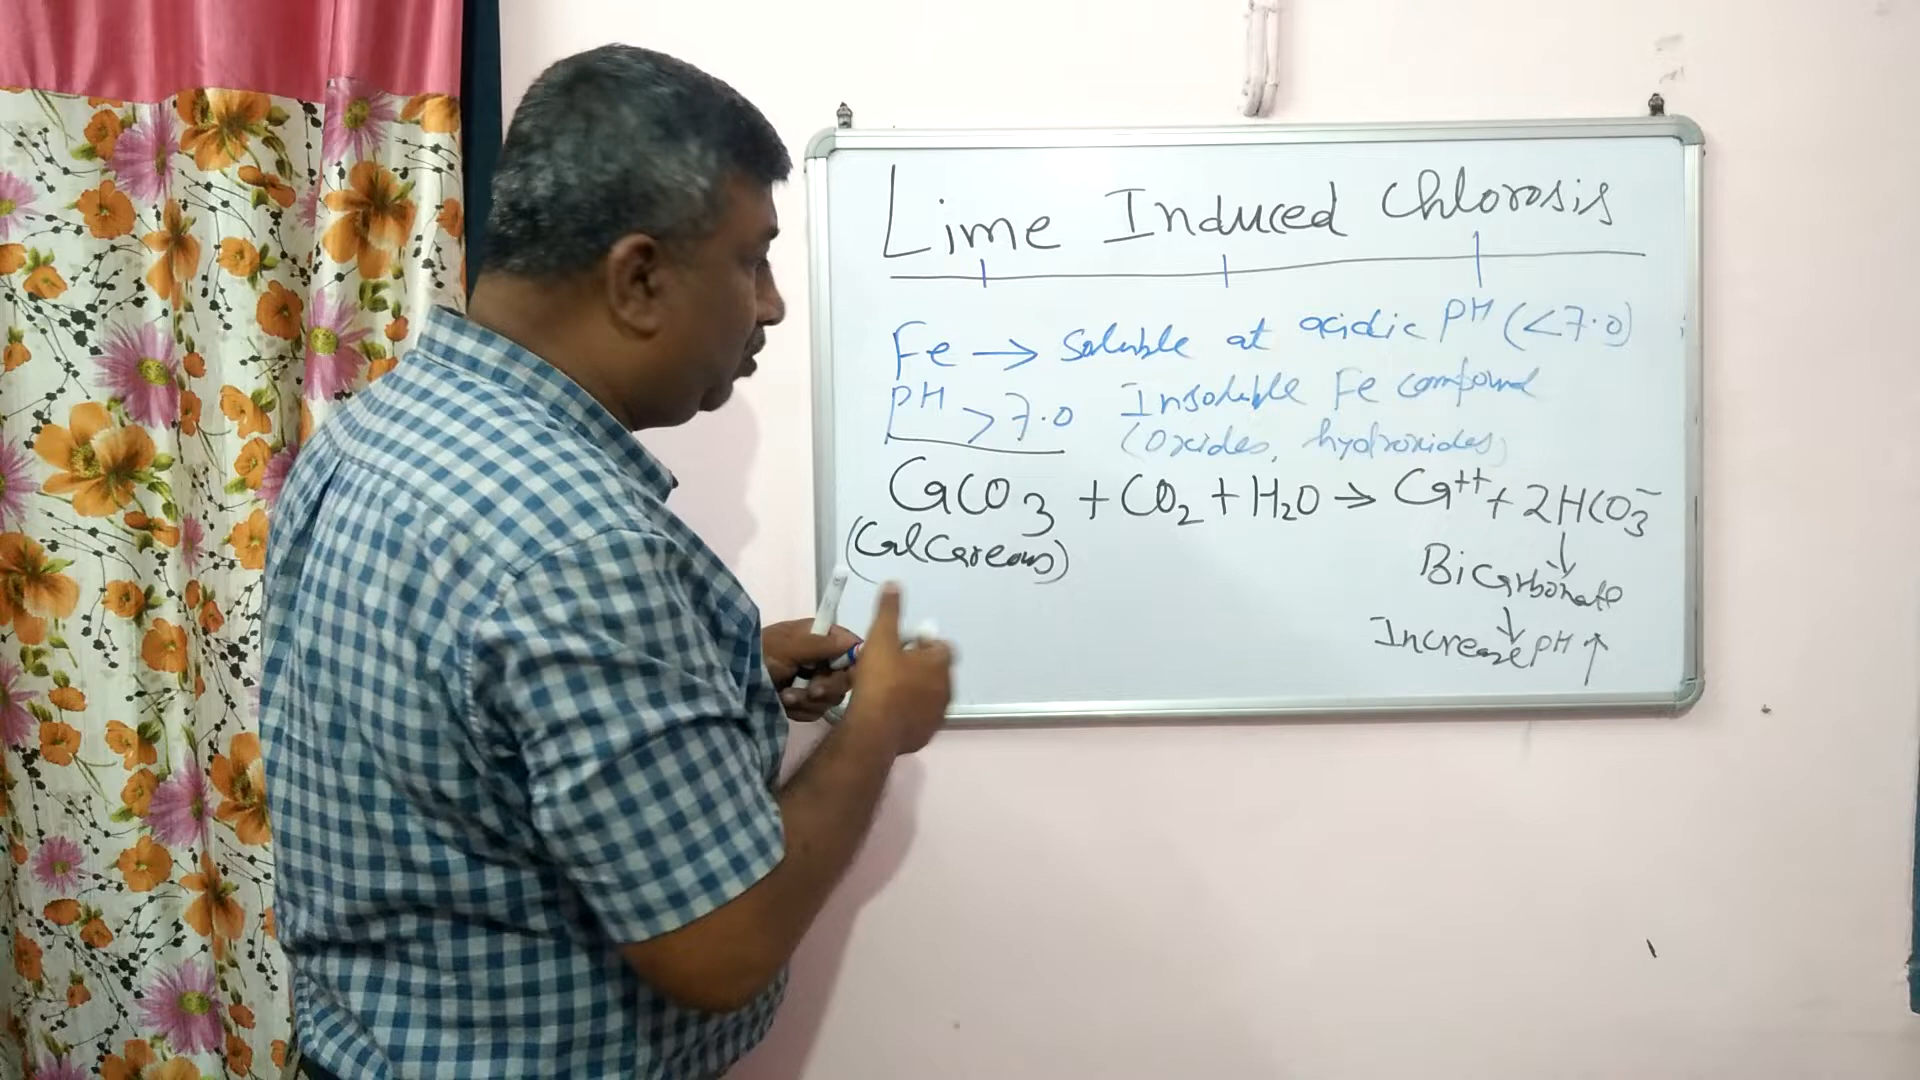 Lime Induced Chlorosis
Fe → soluble at acidic PH (<7.0)
PH >7.0 Insoluble Fe compound
(oxides, hydroxides)
CaCO3 + CO2 + H2O → Ca++ + 2HCO3-
(CalCareous)
↓
Bicarbonate
↓
Increase PH ↑